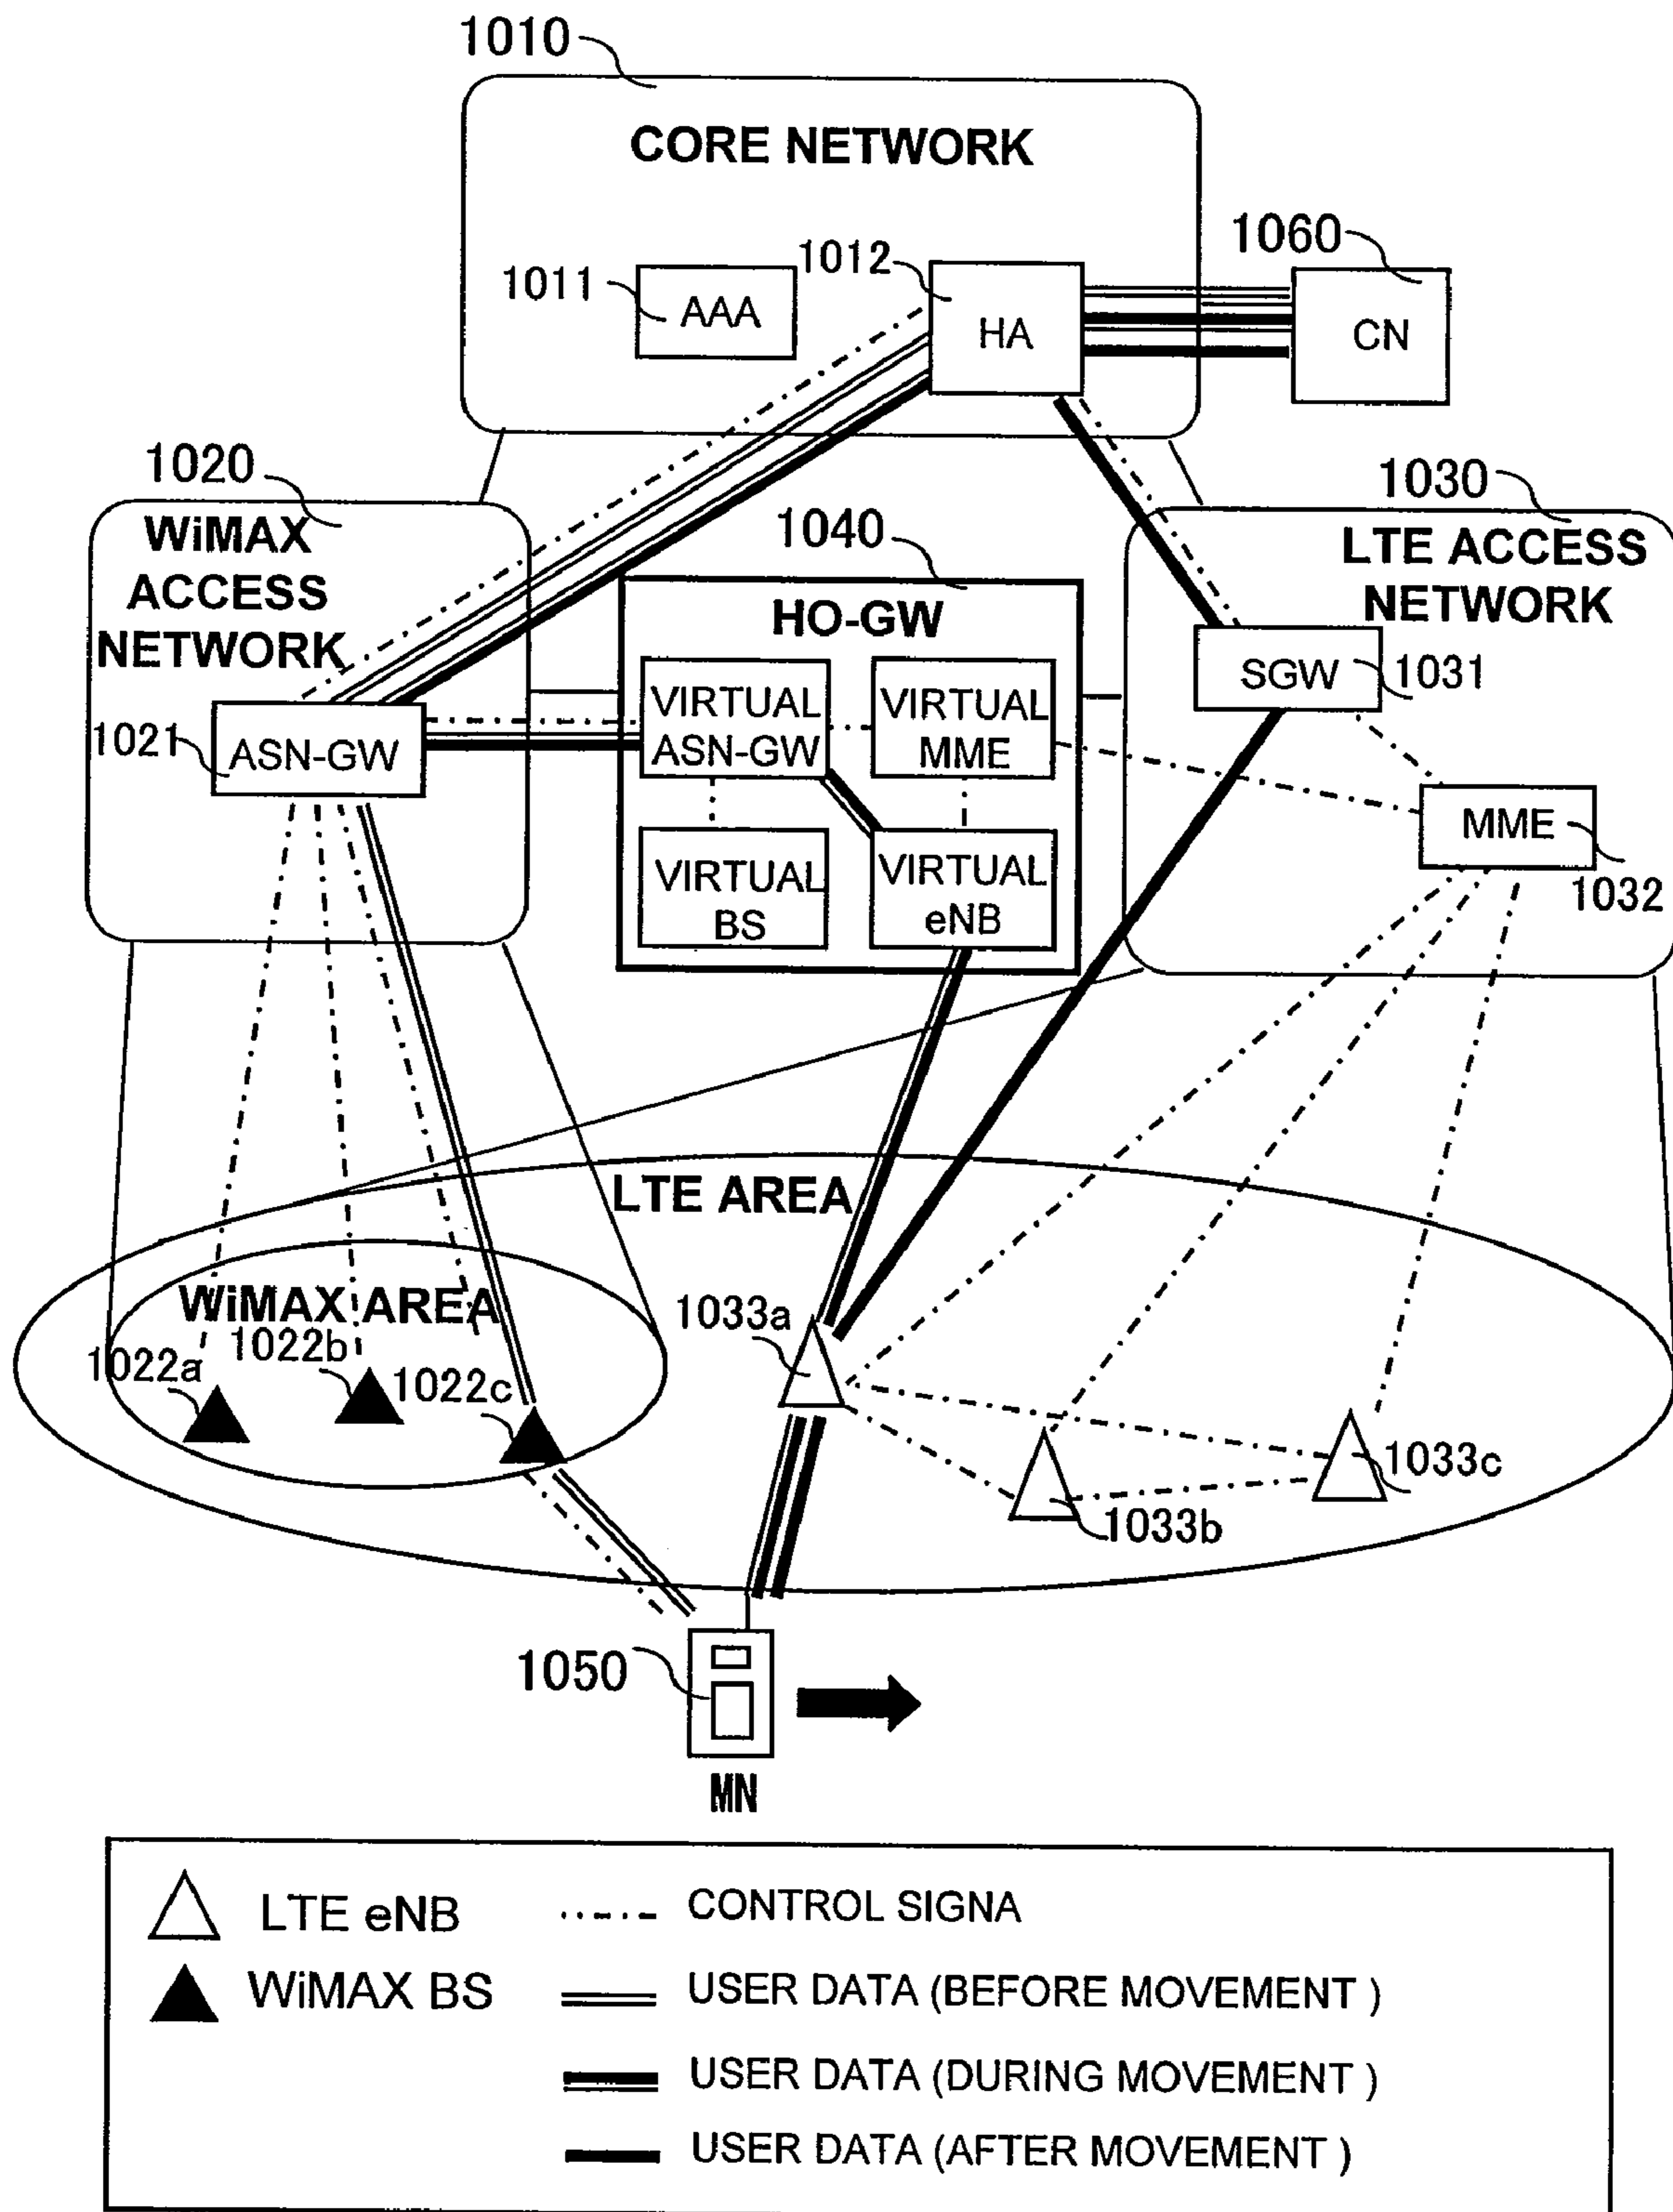 1010
CORE NETWORK
1011
AAA
1012
HA
1060
CN
1020
WiMAX
ACCESS
NETWORK
1021
ASN-GW
1040
HO-GW
VIRTUAL
ASN-GW
VIRTUAL
MME
VIRTUAL
BS
VIRTUAL
eNB
1030
LTE ACCESS
NETWORK
SGW
1031
MME
1032
LTE AREA
WiMAX AREA
1022a
1022b
1022c
1033a
1033b
1033c
1050
MN
LTE eNB
WiMAX BS
CONTROL SIGNA
USER DATA (BEFORE MOVEMENT )
USER DATA (DURING MOVEMENT )
USER DATA (AFTER MOVEMENT )